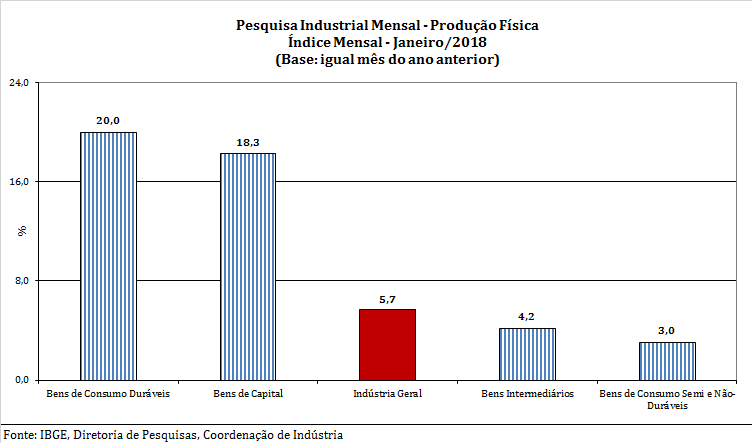 Pesquisa Industrial Mensal - Produção Física
Índice Mensal - Janeiro/2018
(Base: igual mês do ano anterior)
24,0
16,0
8,0
0,0
%
20,0
18,3
5,7
4,2
3,0
Bens de Consumo Duráveis
Bens de Capital
Indústria Geral
Bens Intermediários
Bens de Consumo Semi e Não-
Duráveis
Fonte: IBGE, Diretoria de Pesquisas, Coordenação de Indústria